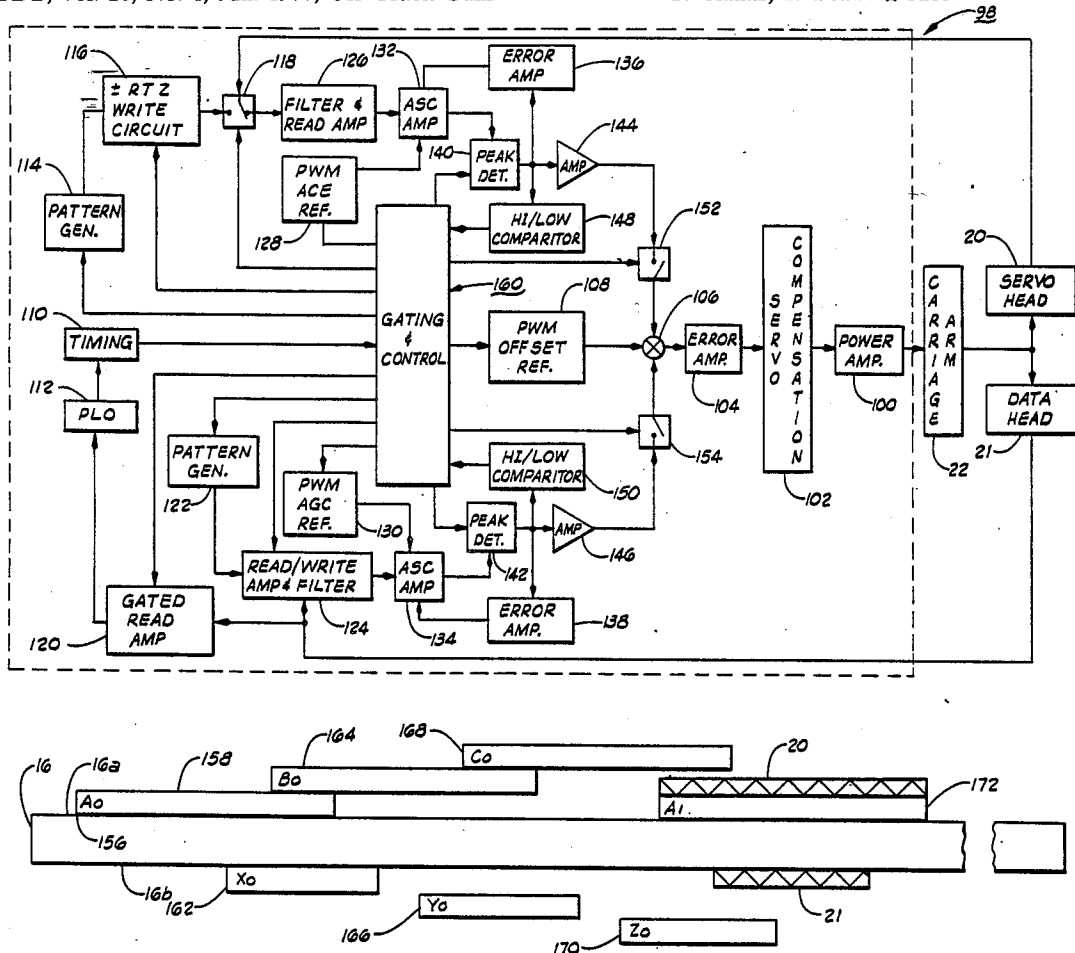 98
116
± RTZ
WRITE
CIRCUIT
118
126
FILTER &
READ AMP
132
ASC
AMP
ERROR
AMP
136
114
PATTERN
GEN.
PWM
ACE
REF.
128
140
PEAK
DET.
144
AMP
HI/LOW
COMPARITOR
148
152
20
SERVO
HEAD
110
TIMING
160
GATING
&
CONTROL
108
PWM
OFFSET
REF.
106
ERROR
AMP.
104
SERVO
COMPENSATION
102
POWER
AMP.
100
CARRIAGE
ARM
22
112
PLO
DATA
HEAD
21
PATTERN
GEN.
122
PWM
AGC
REF.
130
HI/LOW
COMPARITOR
150
154
PEAK
DET.
142
AMP
146
GATED
READ
AMP
120
READ/WRITE
AMP & FILTER
124
ASC
AMP
134
ERROR
AMP.
138
168
Co
164
Bo
20
16
16a
158
Ao
A1.
172
156
16b
162
Xo
21
166
Yo
170
Zo